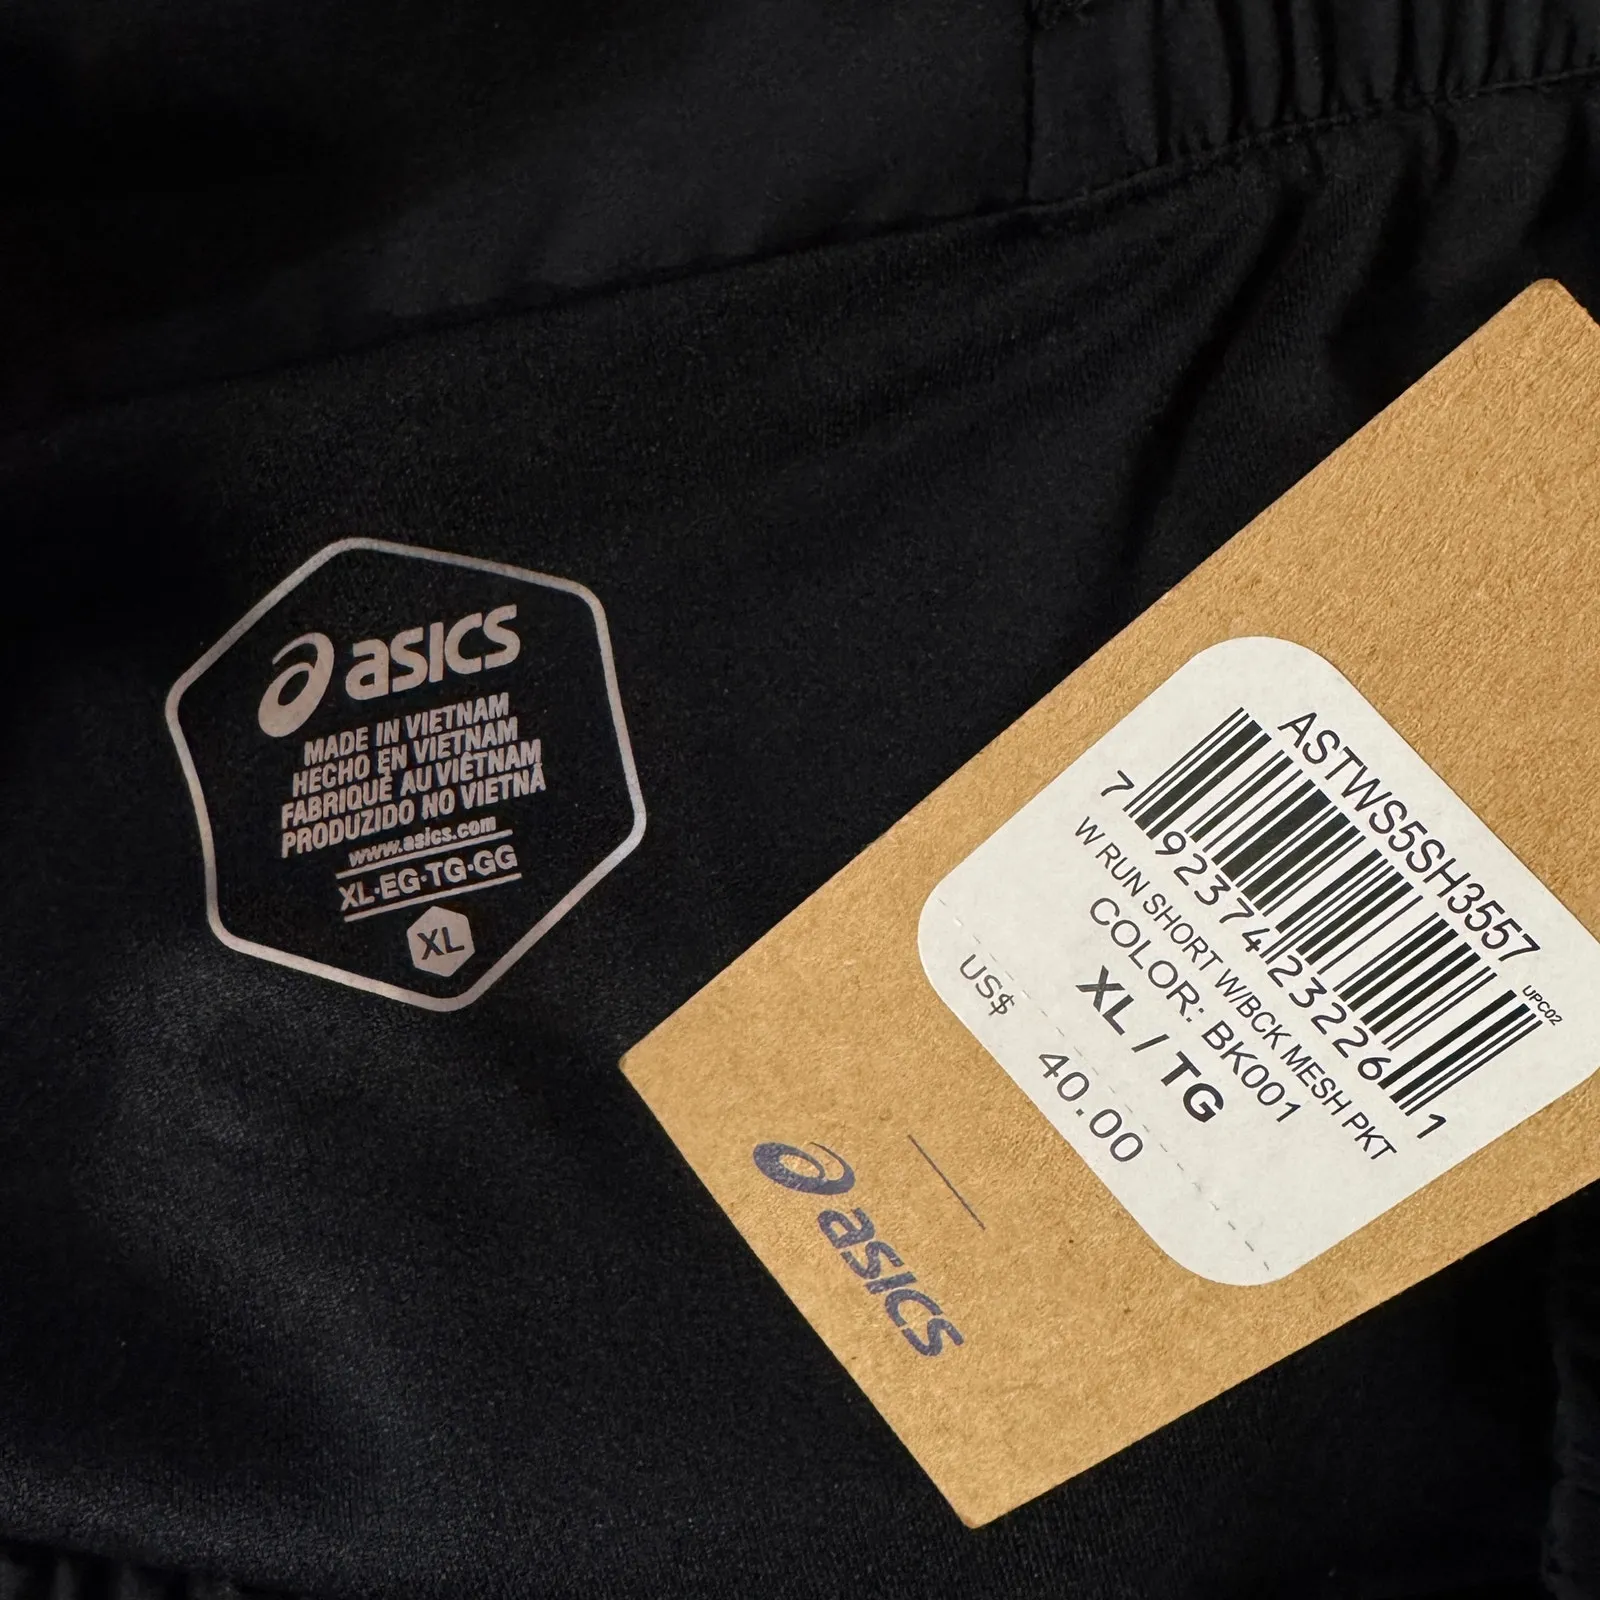 asics
MADE IN VIETNAM
HECHO EN VIETNAM
FABRIQUÉ AU VIÊTNAM
PRODUZIDO NO VIETNÃ
www.asics.com
XL·EG·TG·GG
XL
ASTWS5SH3557
UPC02
7 92374 23226 1
W RUN SHORT W/BCK MESH PKT
COLOR: BK001
XL / TG
US$ 40.00
asics